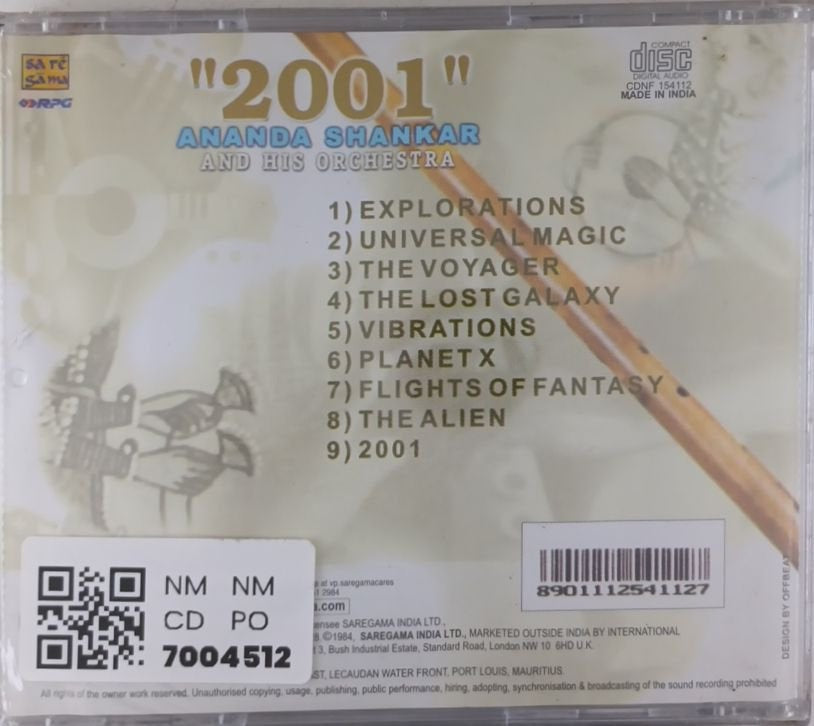 sa rē
gama
RPG
"2001"
ANANDA SHANKAR
AND HIS ORCHESTRA
COMPACT
disc
DIGITAL AUDIO
CDNF 154112
MADE IN INDIA
1) EXPLORATIONS
2) UNIVERSAL MAGIC
3) THE VOYAGER
4) THE LOST GALAXY
5) VIBRATIONS
6) PLANET X
7) FLIGHTS OF FANTASY
8) THE ALIEN
9) 2001
8901112541127
DESIGN BY OFFBEAT
NM NM
CD PO
7004512
at vp.saregamacares
2984
.com
SAREGAMA INDIA LTD.,
©1984, SAREGAMA INDIA LTD., MARKETED OUTSIDE INDIA BY INTERNATIONAL
3, Bush Industrial Estate, Standard Road, London NW 10 6HD U.K.
LECAUDAN WATER FRONT, PORT LOUIS, MAURITIUS.
All rights of the owner work reserved. Unauthorised copying, usage, publishing, public performance, hiring, adopting, synchronisation & broadcasting of the sound recording prohibited